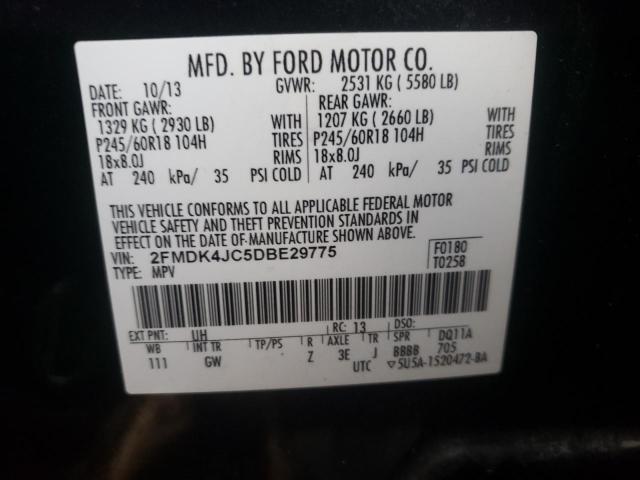 MFD. BY FORD MOTOR CO.
DATE: 10/13 GVWR: 2531 KG ( 5580 LB)
FRONT GAWR: REAR GAWR:
1329 KG ( 2930 LB) WITH 1207 KG ( 2660 LB) WITH
P245/60R18 104H TIRES P245/60R18 104H TIRES
18x8.0J RIMS 18x8.0J RIMS
AT 240 kPa/ 35 PSI COLD AT 240 kPa/ 35 PSI COLD
THIS VEHICLE CONFORMS TO ALL APPLICABLE FEDERAL MOTOR
VEHICLE SAFETY AND THEFT PREVENTION STANDARDS IN
EFFECT ON THE DATE OF MANUFACTURE SHOWN ABOVE.
VIN: 2FMDK4JC5DBE29775 F0180
TYPE: MPV T0258
EXT PNT: UH RC: 13 DSO:
WB INT TR TP/PS R AXLE TR SPR DQ11A
111 GW Z 3E J BBBB 705
UTC ▽5U5A-1520472-BA